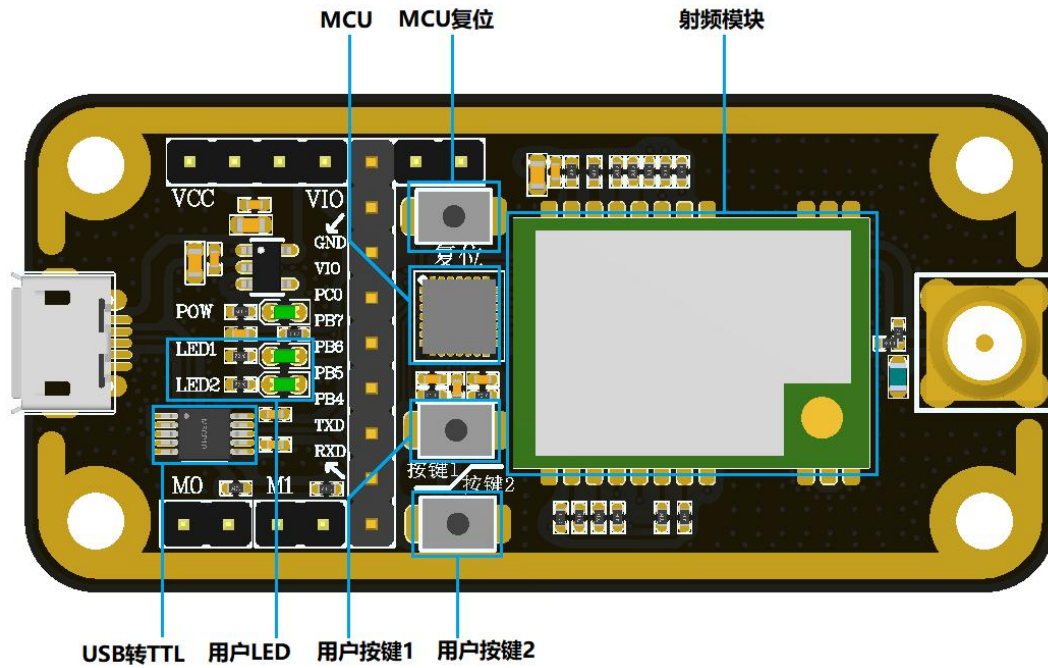 MCU
MCU复位
射频模块
VCC
VIO
GND
复位
VIO
PC0
POW
PB7
LED1
PB6
LED2
PB5
PB4
TXD
RXD
按键1
按键2
M0
M1
USB转TTL
用户LED
用户按键1
用户按键2